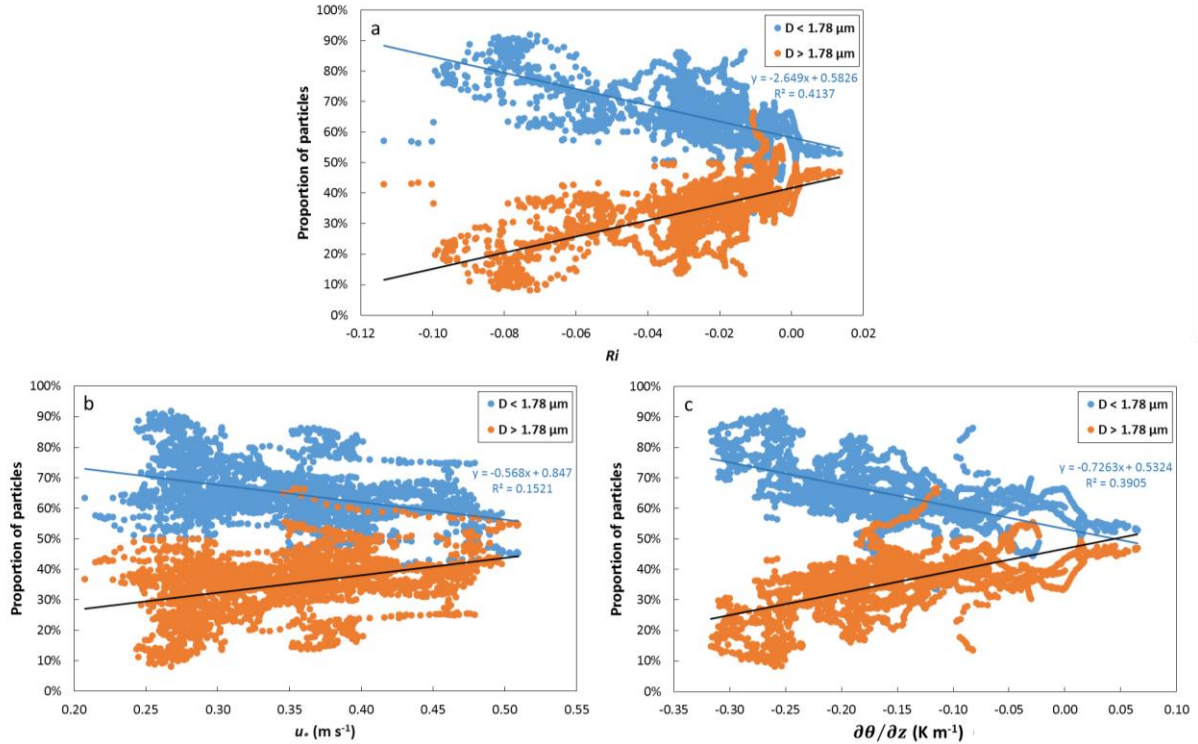 a
100%
90%
80%
70%
60%
50%
40%
30%
20%
10%
0%
Proportion of particles
D < 1.78 µm
D > 1.78 µm
y = -2.649x + 0.5826
R² = 0.4137
-0.12 -0.10 -0.08 -0.06 -0.04 -0.02 0.00 0.02
Ri
b
100%
90%
80%
70%
60%
50%
40%
30%
20%
10%
0%
Proportion of particles
D < 1.78 µm
D > 1.78 µm
y = -0.568x + 0.847
R² = 0.1521
0.20 0.25 0.30 0.35 0.40 0.45 0.50 0.55
u* (m s⁻¹)
c
100%
90%
80%
70%
60%
50%
40%
30%
20%
10%
0%
Proportion of particles
D < 1.78 µm
D > 1.78 µm
y = -0.7263x + 0.5324
R² = 0.3905
-0.35 -0.30 -0.25 -0.20 -0.15 -0.10 -0.05 0.00 0.05 0.10
∂θ/∂z (K m⁻¹)